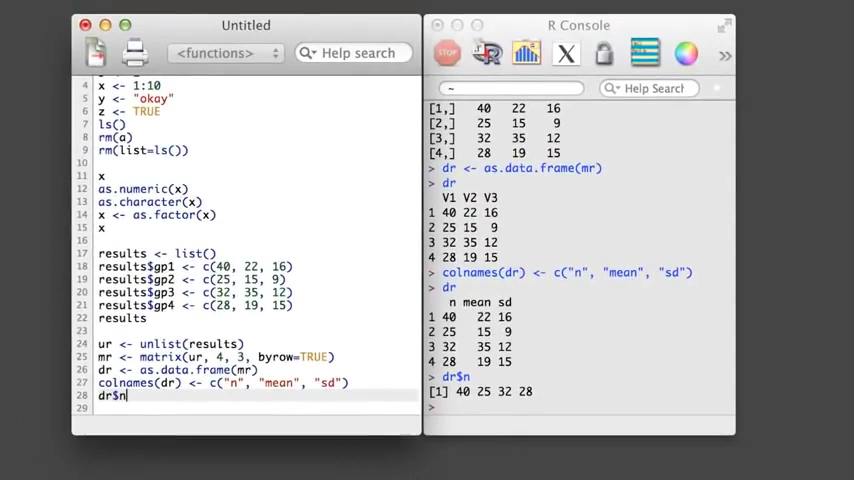 Untitled
<functions>
Help search
4 x <- 1:10
5 y <- "okay"
6 z <- TRUE
7 ls()
8 rm(a)
9 rm(list=ls())
10
11 x
12 as.numeric(x)
13 as.character(x)
14 x <- as.factor(x)
15 x
16
17 results <- list()
18 results$gp1 <- c(40, 22, 16)
19 results$gp2 <- c(25, 15, 9)
20 results$gp3 <- c(32, 35, 12)
21 results$gp4 <- c(28, 19, 15)
22 results
23
24 ur <- unlist(results)
25 mr <- matrix(ur, 4, 3, byrow=TRUE)
26 dr <- as.data.frame(mr)
27 colnames(dr) <- c("n", "mean", "sd")
28 dr$n
29
R Console
STOP
R
X
»
~
Help Search
[1,] 40 22 16
[2,] 25 15 9
[3,] 32 35 12
[4,] 28 19 15
> dr <- as.data.frame(mr)
> dr
V1 V2 V3
1 40 22 16
2 25 15 9
3 32 35 12
4 28 19 15
> colnames(dr) <- c("n", "mean", "sd")
> dr
n mean sd
1 40 22 16
2 25 15 9
3 32 35 12
4 28 19 15
> dr$n
[1] 40 25 32 28
>